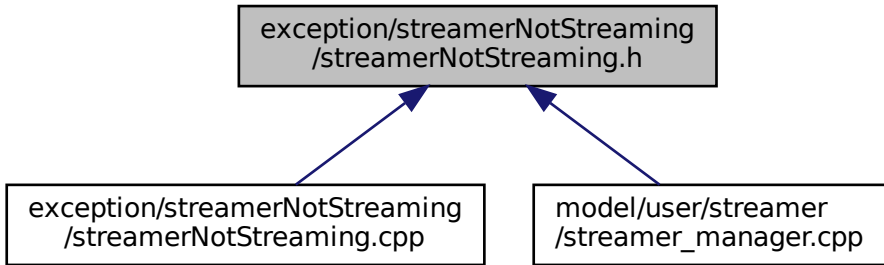 exception/streamerNotStreaming
/streamerNotStreaming.h
exception/streamerNotStreaming
/streamerNotStreaming.cpp
model/user/streamer
/streamer_manager.cpp